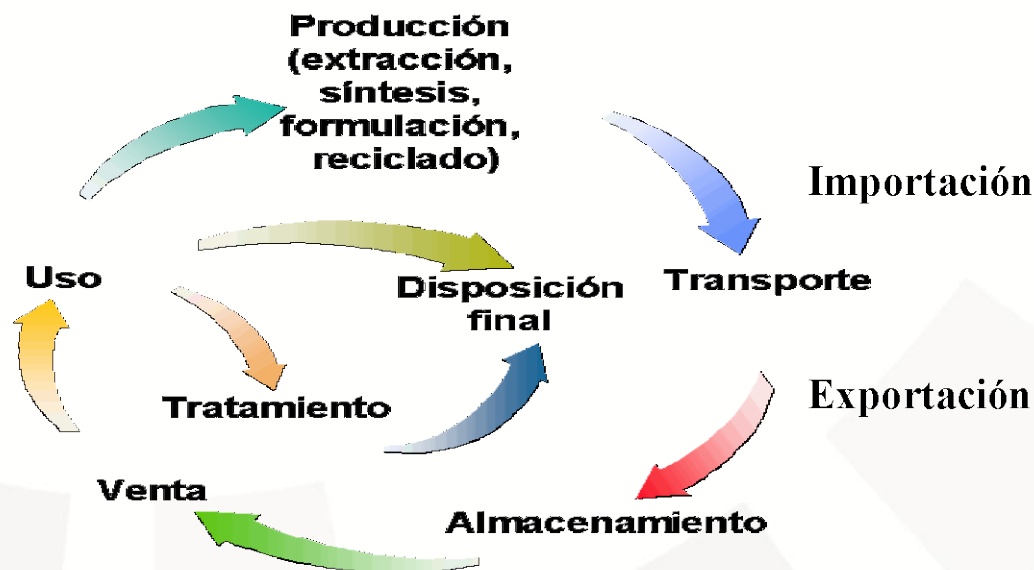 Producción
(extracción,
síntesis,
formulación,
reciclado)
Importación
Uso
Disposición
final
Transporte
Tratamiento
Exportación
Venta
Almacenamiento